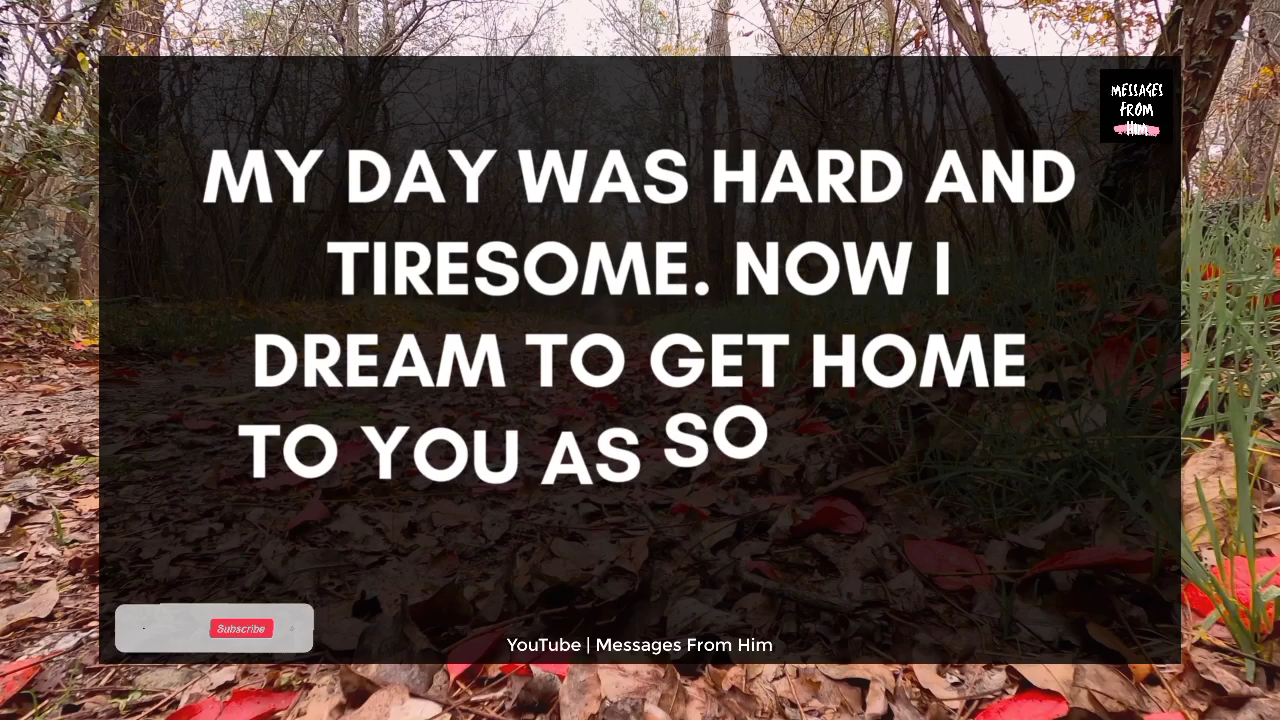 MESSAGES
FROM
HIM
MY DAY WAS HARD AND
TIRESOME. NOW I
DREAM TO GET HOME
TO YOU AS SO
Subscribe
YouTube | Messages From Him